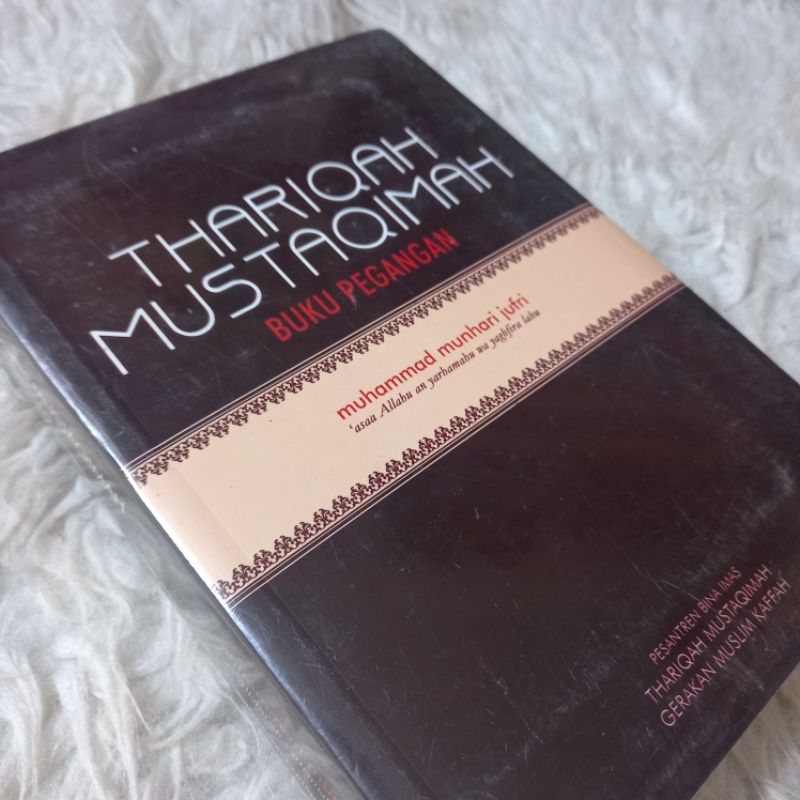 THARIQAH
MUSTAQIMAH
BUKU PEGANGAN
muhammad munhari jufri
'asaa Allahu an yarhamahu wa yaghfira lahu
PESANTREN BINA IMAS
THARIQAH MUSTAQIMAH
GERAKAN MUSLIM KAFFAH